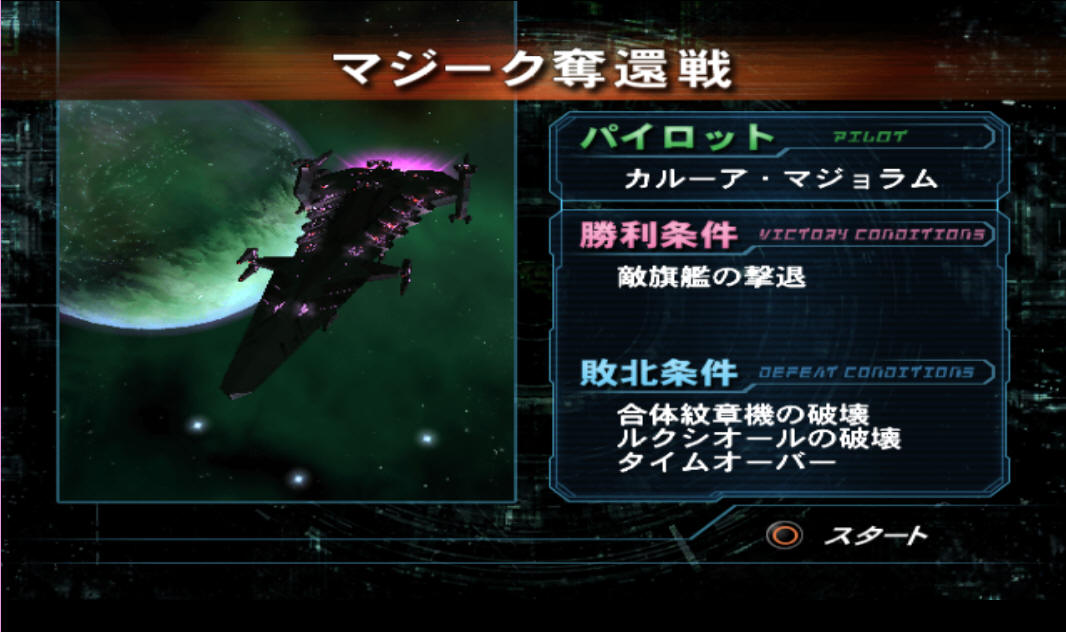 マジーク奪還戦
パイロット PILOT
カルーア・マジョラム
勝利条件 VICTORY CONDITIONS
敵旗艦の撃退
敗北条件 DEFEAT CONDITIONS
合体紋章機の破壊
ルクシオールの破壊
タイムオーバー
スタート